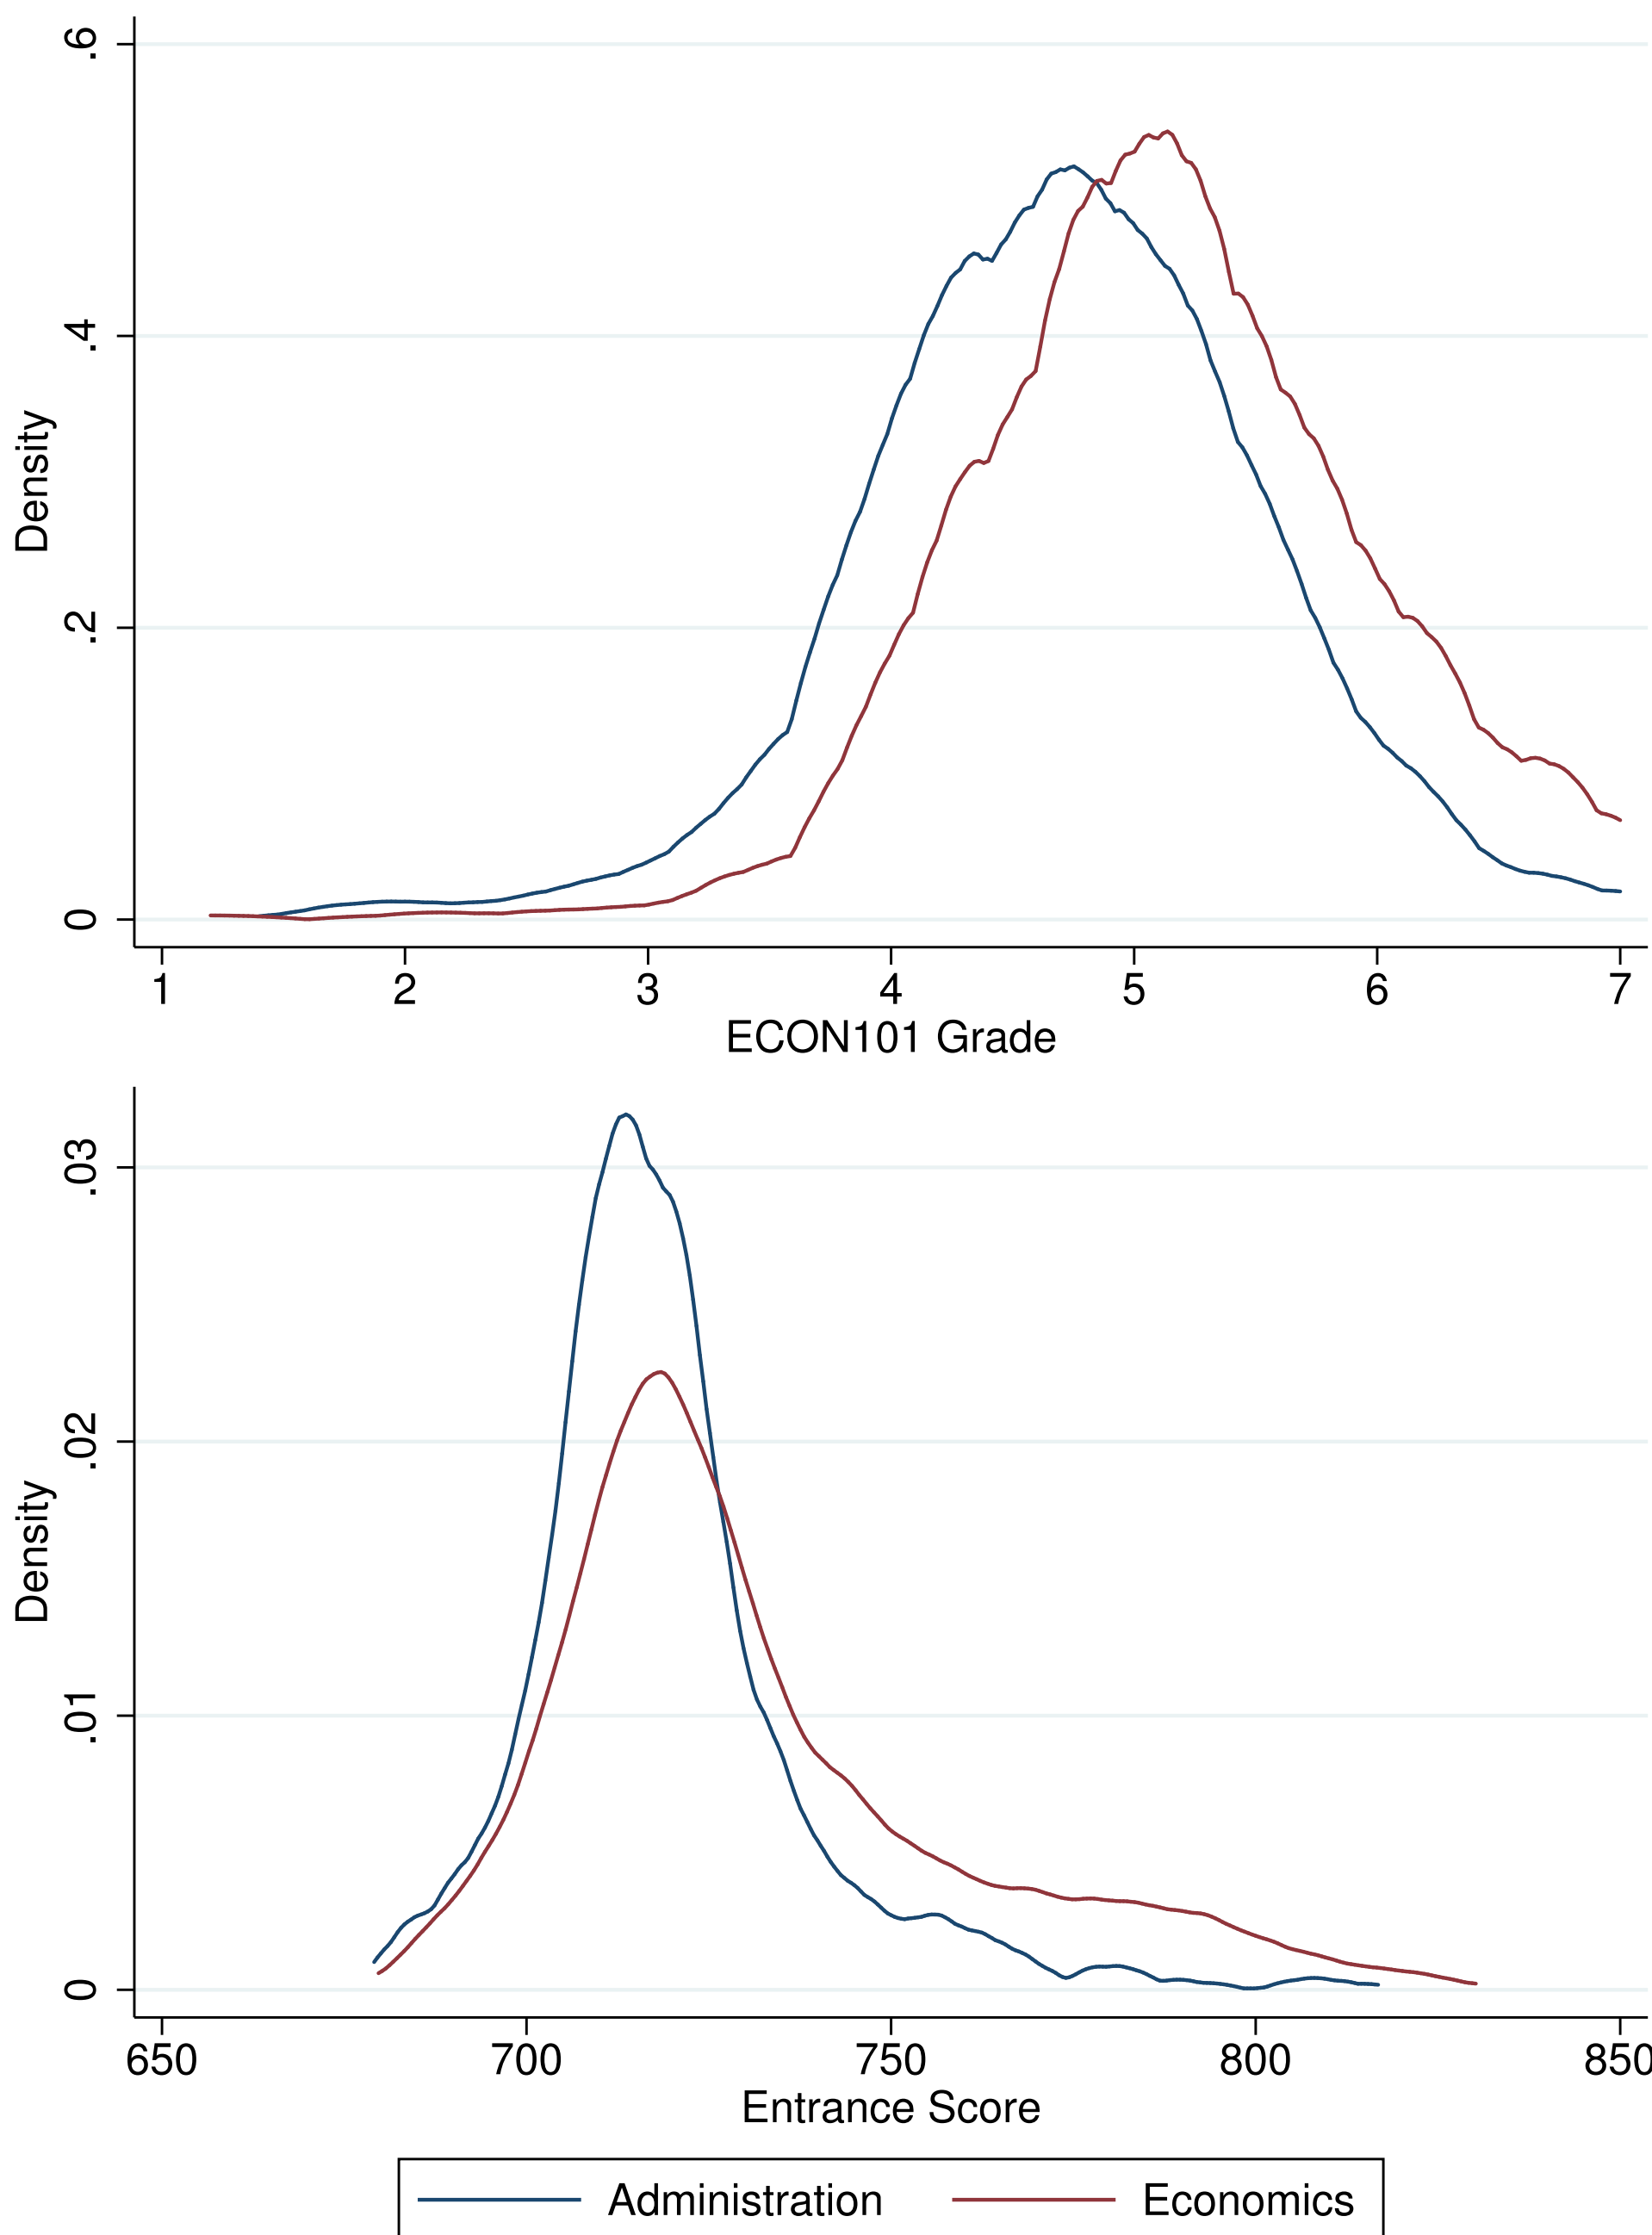 Density
.6
.4
.2
0
1 2 3 4 5 6 7
ECON101 Grade
Density
.03
.02
.01
0
650 700 750 800 850
Entrance Score
Administration Economics